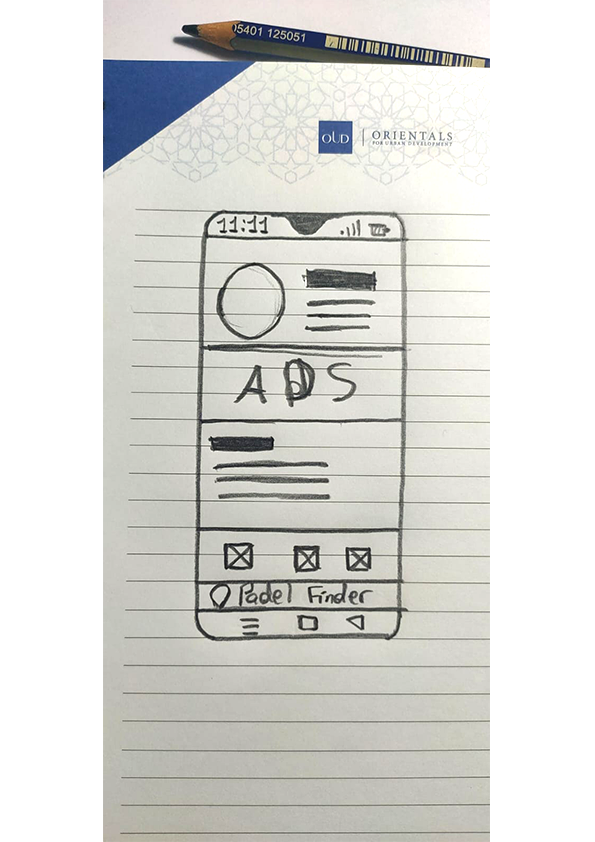 05401 125051
OUD
ORIENTALS
FOR URBAN DEVELOPMENT
11:11
ADS
Padel Finder